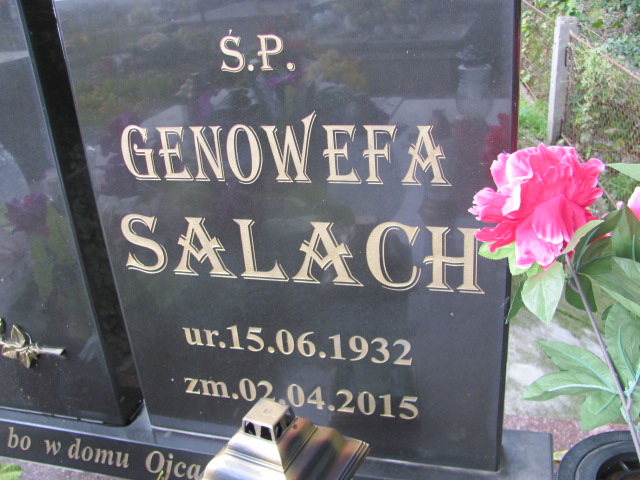 Ś.P.
GENOWEFA
SALACH
ur.15.06.1932
zm.02.04.2015
bo w domu Ojca